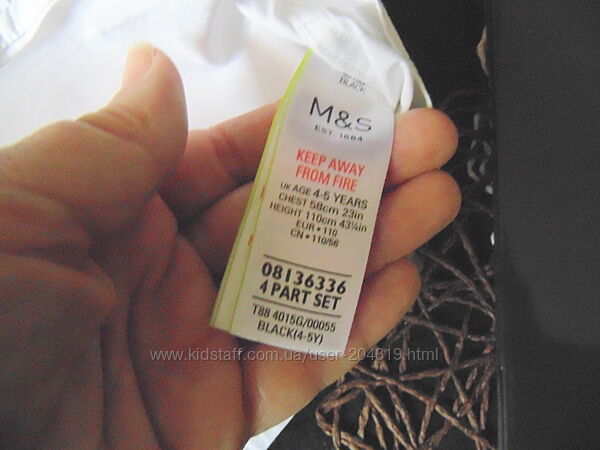 BLACK
M&S
EST. 1884
KEEP AWAY
FROM FIRE
UK AGE 4-5 YEARS
CHEST 58cm 23in
HEIGHT 110cm 43¼in
EUR • 110
CN • 110/56
08136336
4 PART SET
T88 4015G/00055
BLACK(4-5Y)
www.kidstaff.com.ua/user-204819.html